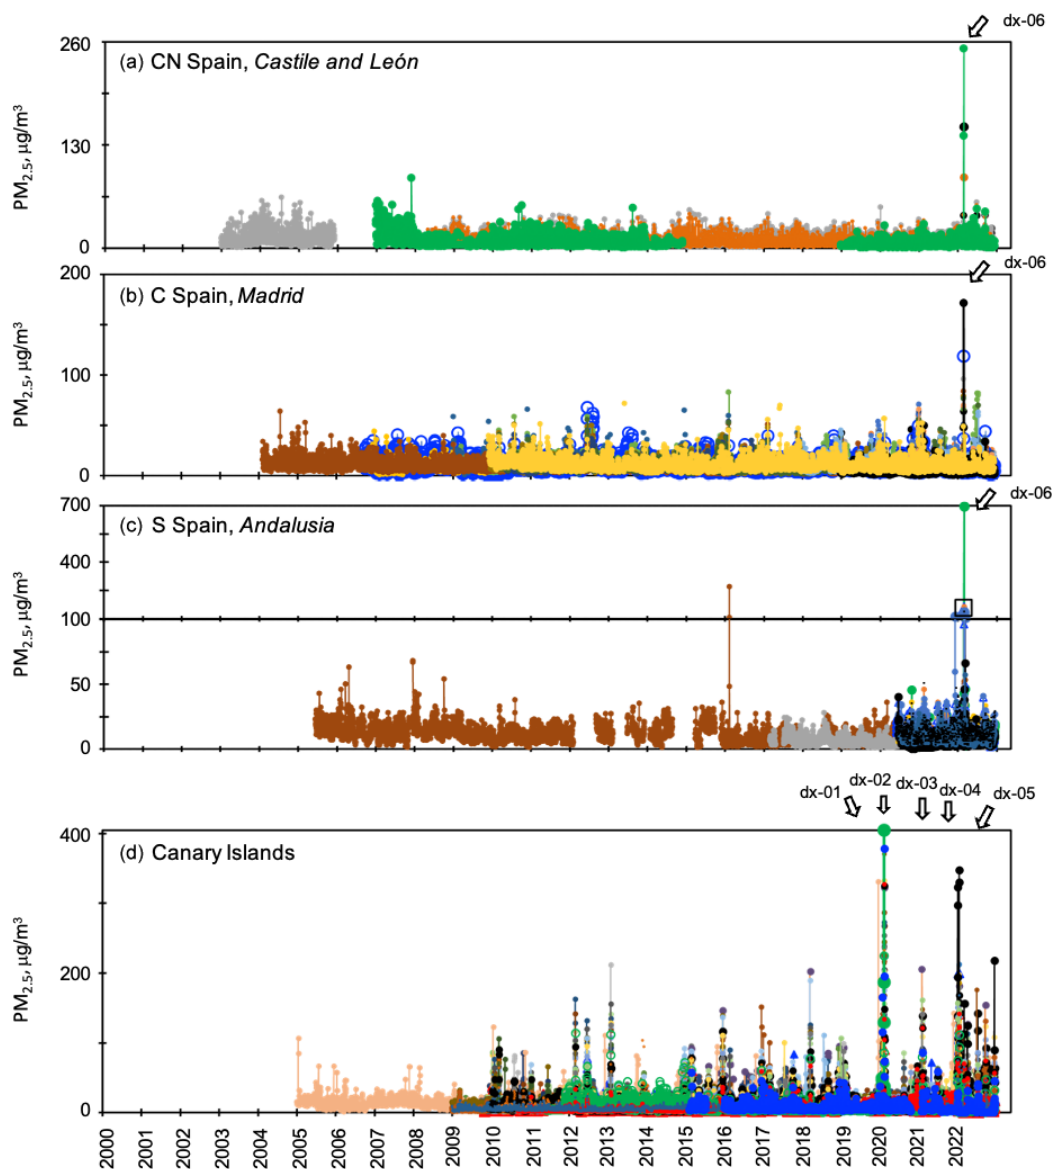 dx-06
260
(a) CN Spain, Castile and León
130
0
PM2.5, µg/m³
dx-06
200
(b) C Spain, Madrid
100
0
PM2.5, µg/m³
dx-06
700
(c) S Spain, Andalusia
400
100
50
0
PM2.5, µg/m³
dx-01 dx-02 dx-03 dx-04 dx-05
400
(d) Canary Islands
200
0
PM2.5, µg/m³
2000 2001 2002 2003 2004 2005 2006 2007 2008 2009 2010 2011 2012 2013 2014 2015 2016 2017 2018 2019 2020 2021 2022